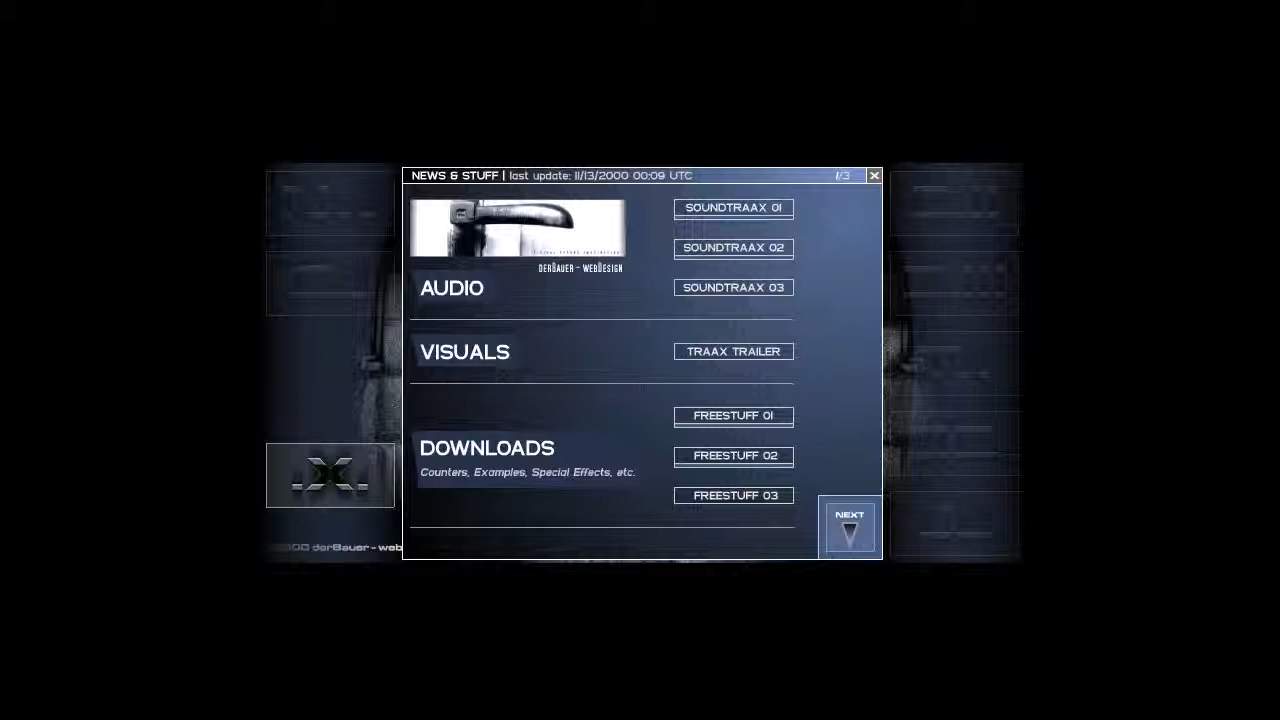 NEWS & STUFF | last update: 11/13/2000 00:09 UTC
1/3
SOUNDTRAAX 01
SOUNDTRAAX 02
DERBAUER - WEBDESIGN
AUDIO
SOUNDTRAAX 03
VISUALS
TRAAX TRAILER
FREESTUFF 01
DOWNLOADS
FREESTUFF 02
Counters, Examples, Special Effects, etc.
FREESTUFF 03
NEXT
derBauer - web